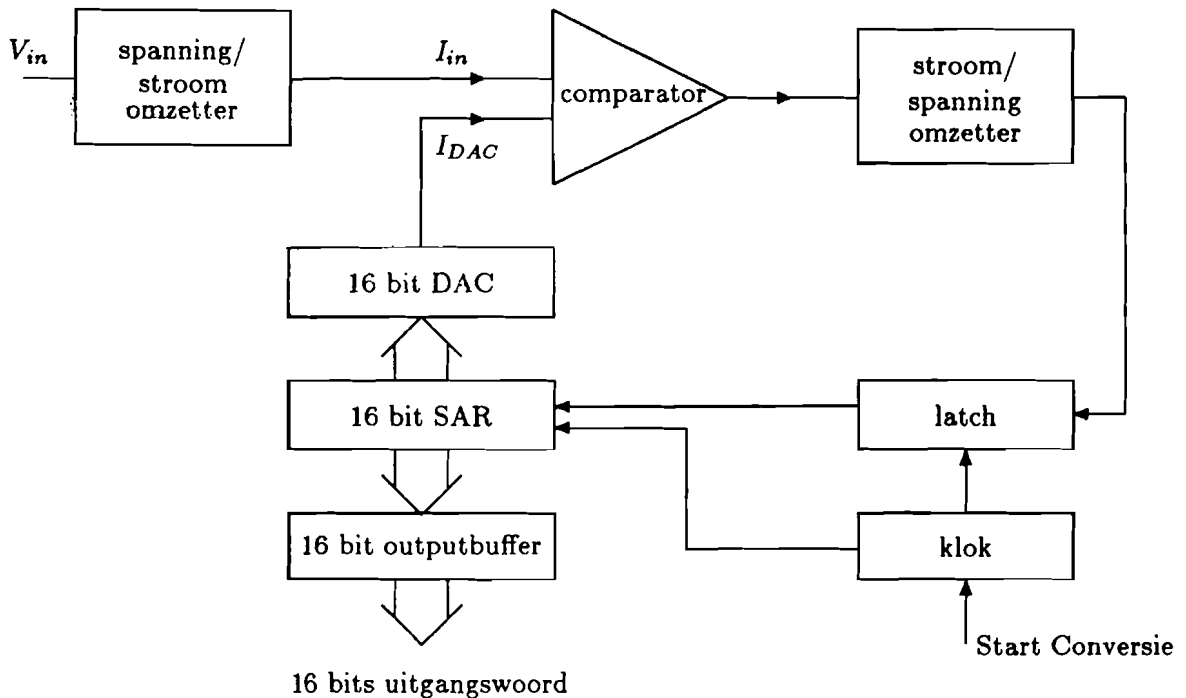 V_in
spanning/
stroom
omzetter
I_in
I_DAC
comparator
stroom/
spanning
omzetter
16 bit DAC
16 bit SAR
latch
16 bit outputbuffer
klok
Start Conversie
16 bits uitgangswoord